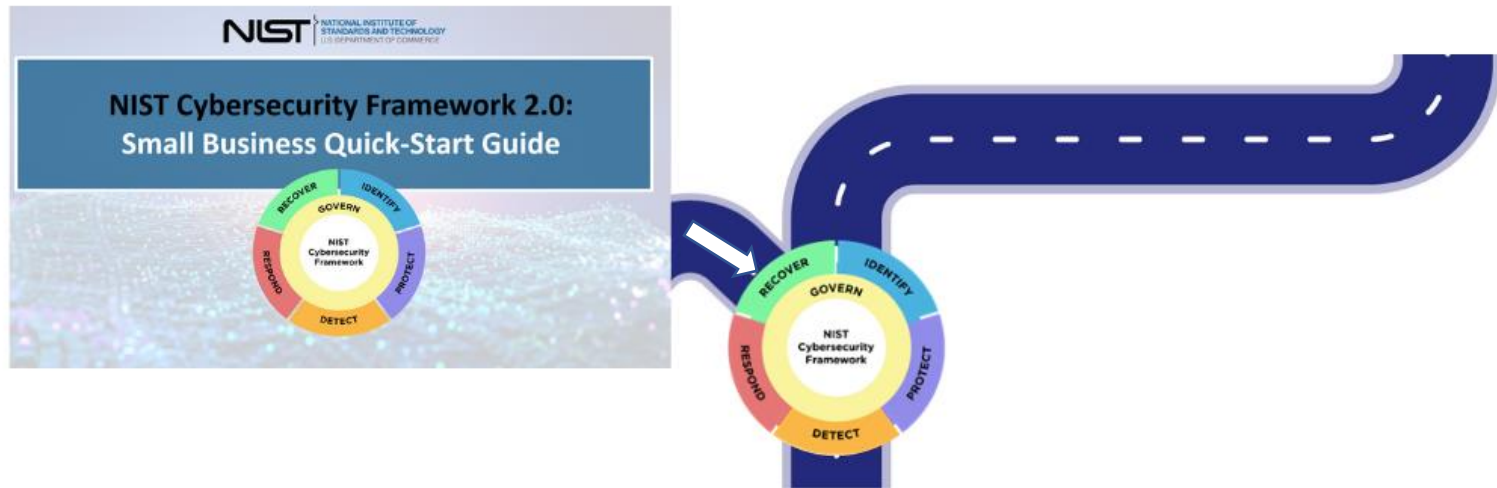 NIST
NATIONAL INSTITUTE OF
STANDARDS AND TECHNOLOGY
U.S. DEPARTMENT OF COMMERCE
NIST Cybersecurity Framework 2.0:
Small Business Quick-Start Guide
RECOVER
IDENTIFY
GOVERN
NIST
Cybersecurity
Framework
RESPOND
PROTECT
DETECT
RECOVER
IDENTIFY
GOVERN
NIST
Cybersecurity
Framework
RESPOND
PROTECT
DETECT